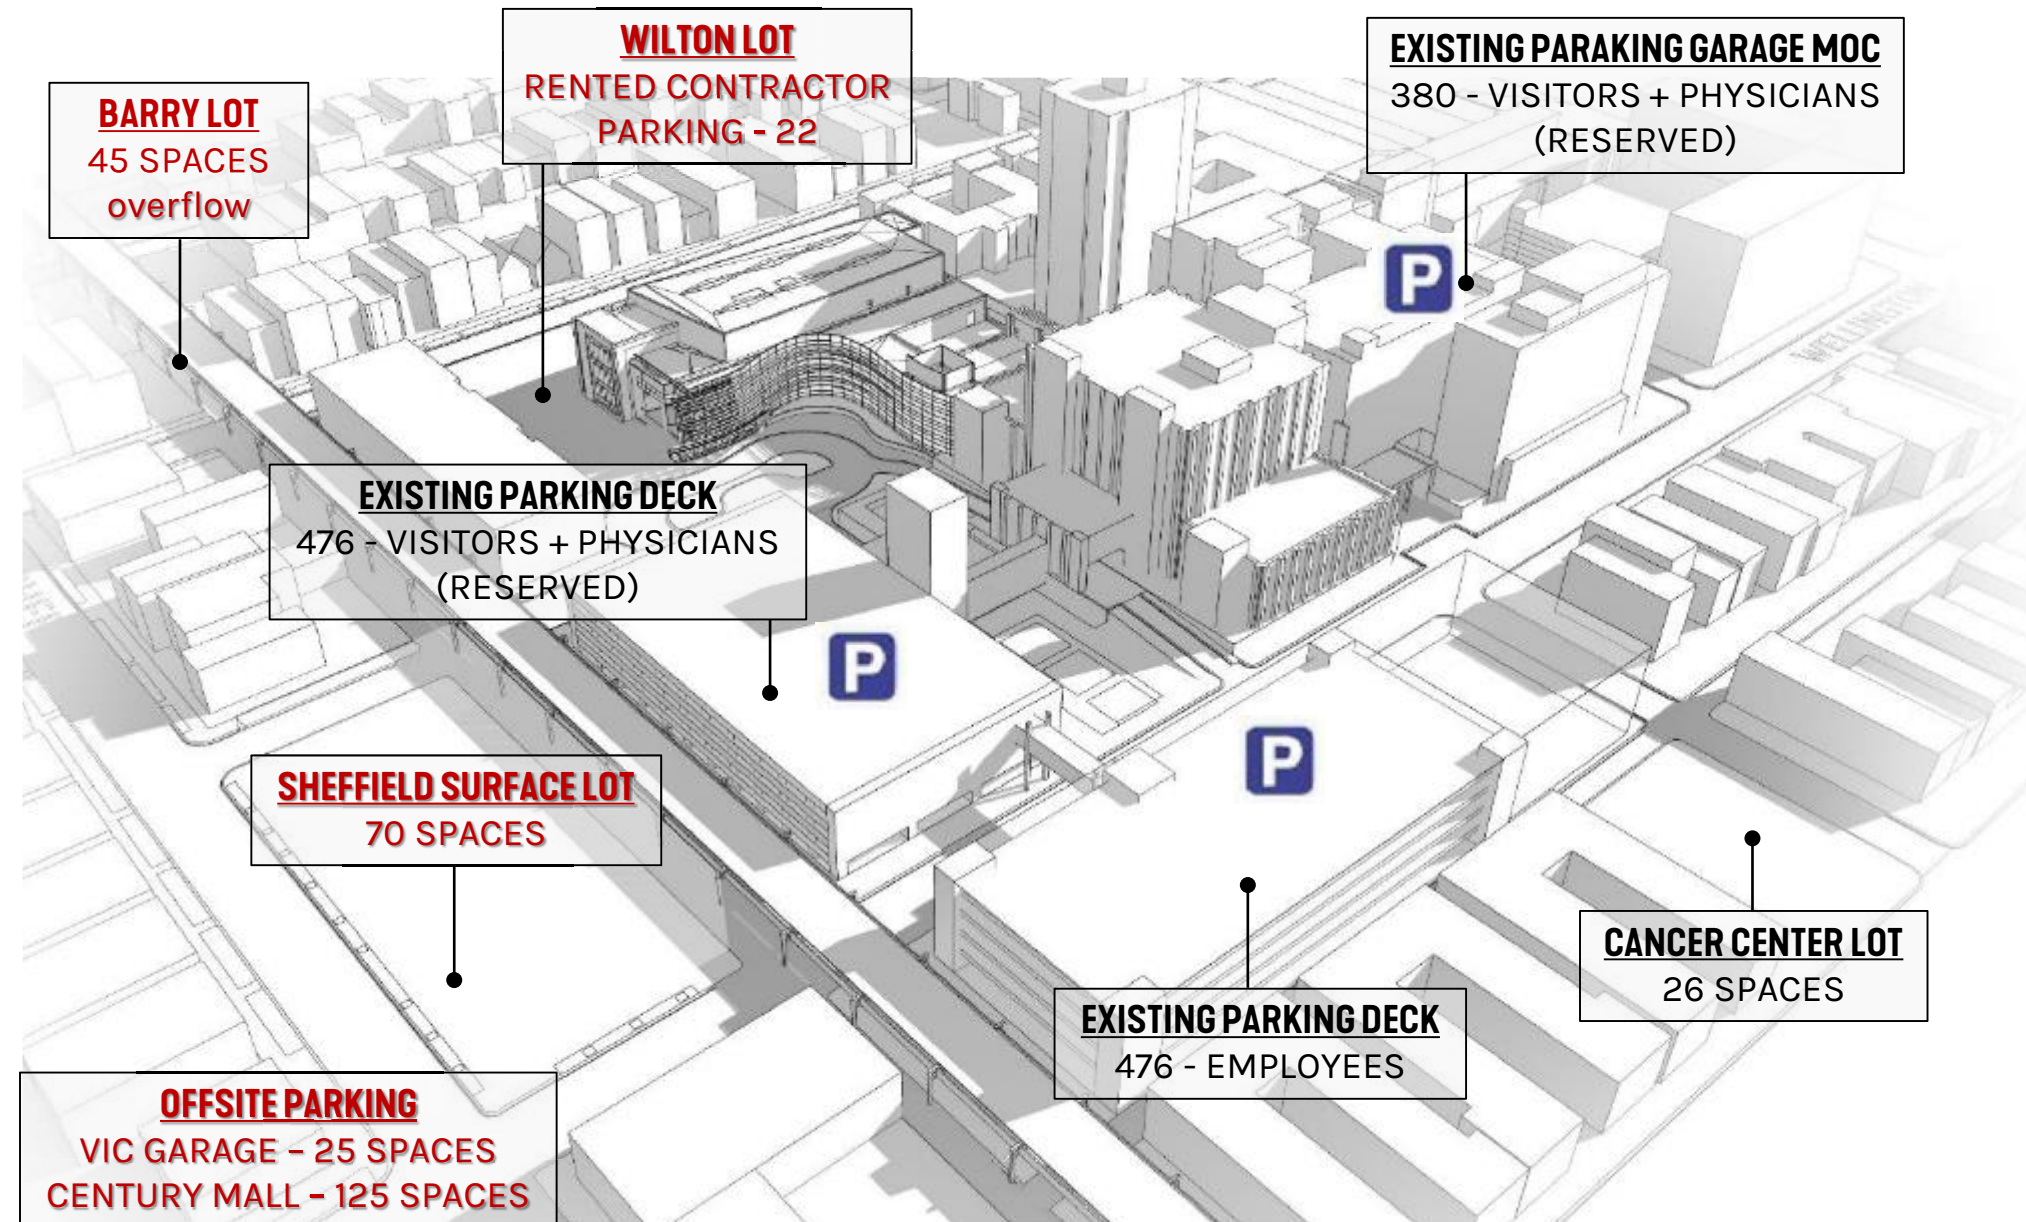 WILTON LOT
RENTED CONTRACTOR
PARKING - 22
EXISTING PARAKING GARAGE MOC
380 - VISITORS + PHYSICIANS
(RESERVED)
BARRY LOT
45 SPACES
overflow
P
WELLINGTON
EXISTING PARKING DECK
476 - VISITORS + PHYSICIANS
(RESERVED)
P
P
SHEFFIELD SURFACE LOT
70 SPACES
CANCER CENTER LOT
26 SPACES
EXISTING PARKING DECK
476 - EMPLOYEES
OFFSITE PARKING
VIC GARAGE – 25 SPACES
CENTURY MALL – 125 SPACES